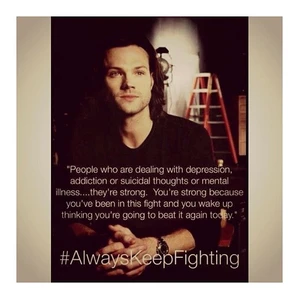 "People who are dealing with depression,
addiction or suicidal thoughts or mental
illness....they're strong. You're strong because
you've been in this fight and you wake up
thinking you're going to beat it again today."
#AlwaysKeepFighting